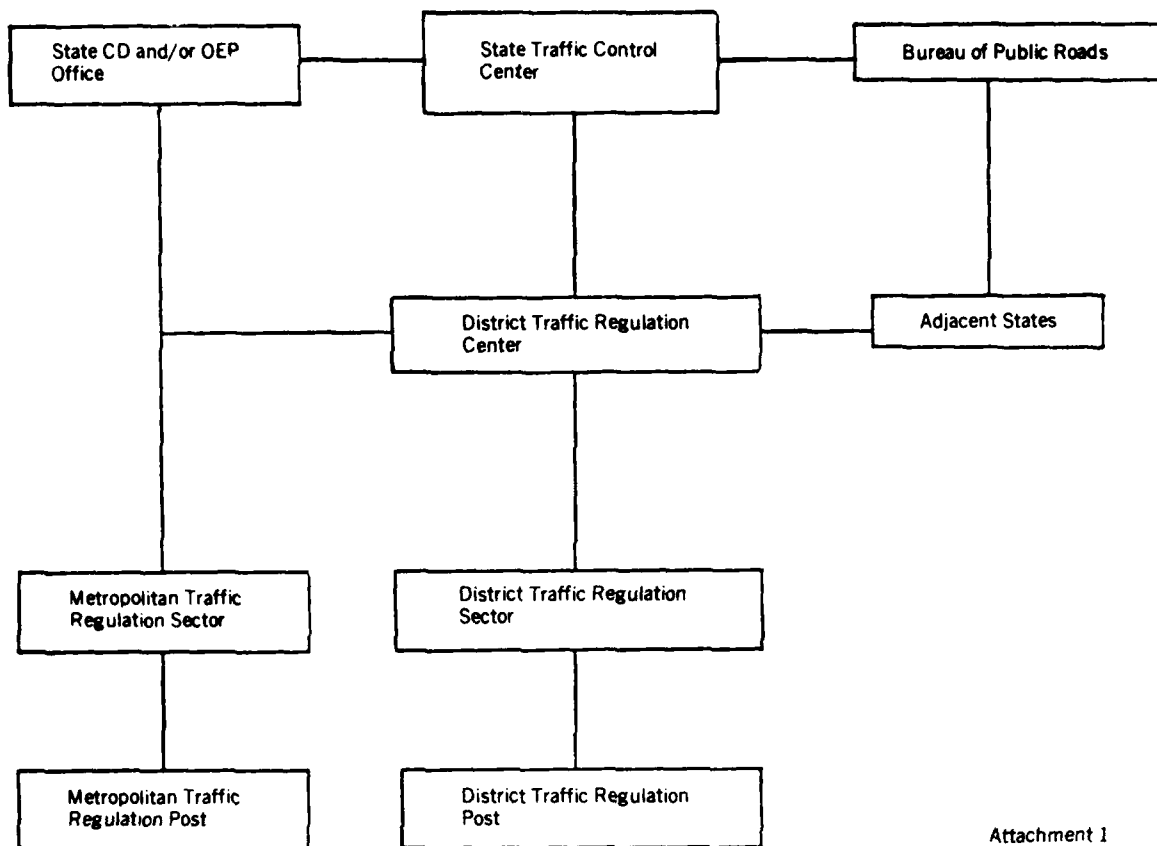 State CD and/or OEP
Office
State Traffic Control
Center
Bureau of Public Roads
District Traffic Regulation
Center
Adjacent States
Metropolitan Traffic
Regulation Sector
District Traffic Regulation
Sector
Metropolitan Traffic
Regulation Post
District Traffic Regulation
Post
Attachment 1